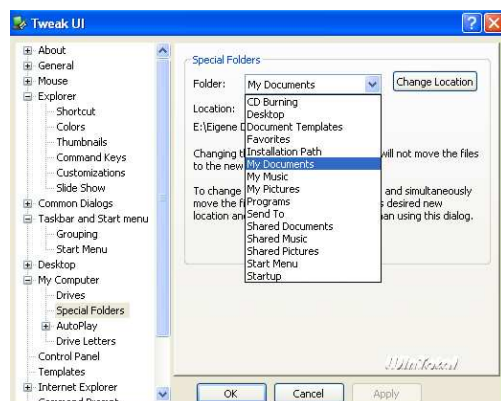 Tweak UI
About
General
Mouse
Explorer
Shortcut
Colors
Thumbnails
Command Keys
Customizations
Slide Show
Common Dialogs
Taskbar and Start menu
Grouping
Start Menu
Desktop
My Computer
Drives
Special Folders
AutoPlay
Drive Letters
Control Panel
Templates
Internet Explorer
Command Prompt
Special Folders
Folder: My Documents Change Location
Location:
E:\Eigene D
Changing t will not move the files
to the new
To change and simultaneously
move the f s desired new
location an an using this dialog.
CD Burning
Desktop
Document Templates
Favorites
Installation Path
My Documents
My Music
My Pictures
Programs
Send To
Shared Documents
Shared Music
Shared Pictures
Start Menu
Startup
WinTotal
OK Cancel Apply